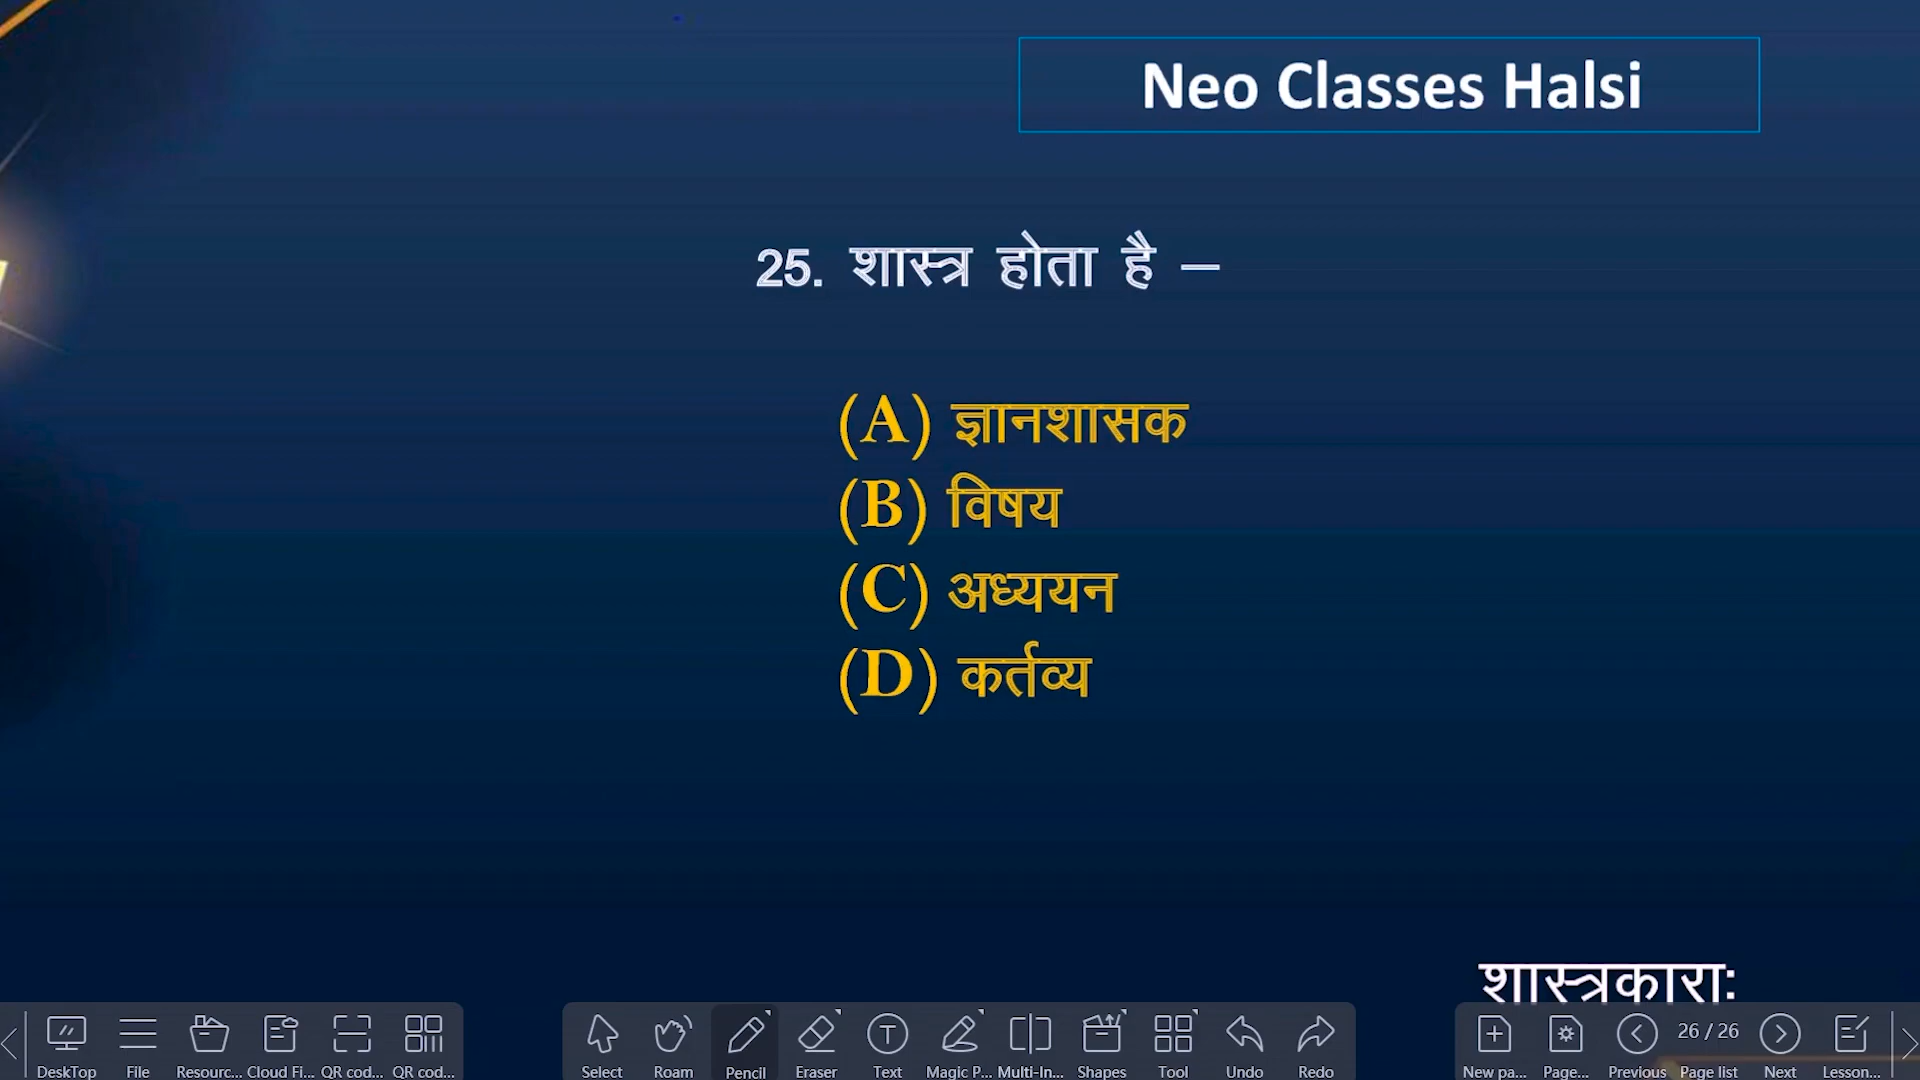 Neo Classes Halsi
25. शास्त्र होता है –
(A) ज्ञानशासक
(B) विषय
(C) अध्ययन
(D) कर्तव्य
शास्त्रकाराः
DeskTop File Resourc... Cloud Fi... QR cod... QR cod... Select Roam Pencil Eraser Text Magic P... Multi-In... Shapes Tool Undo Redo New pa... Page... Previous 26 / 26 Page list Next Lesson...